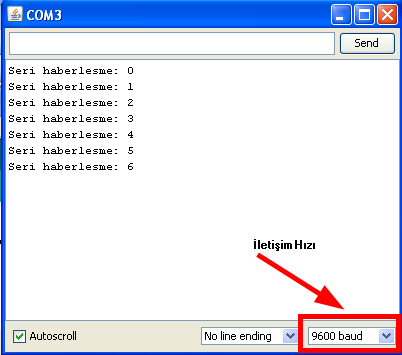 COM3
Send
Seri haberlesme: 0
Seri haberlesme: 1
Seri haberlesme: 2
Seri haberlesme: 3
Seri haberlesme: 4
Seri haberlesme: 5
Seri haberlesme: 6
İletişim Hızı
Autoscroll
No line ending
9600 baud